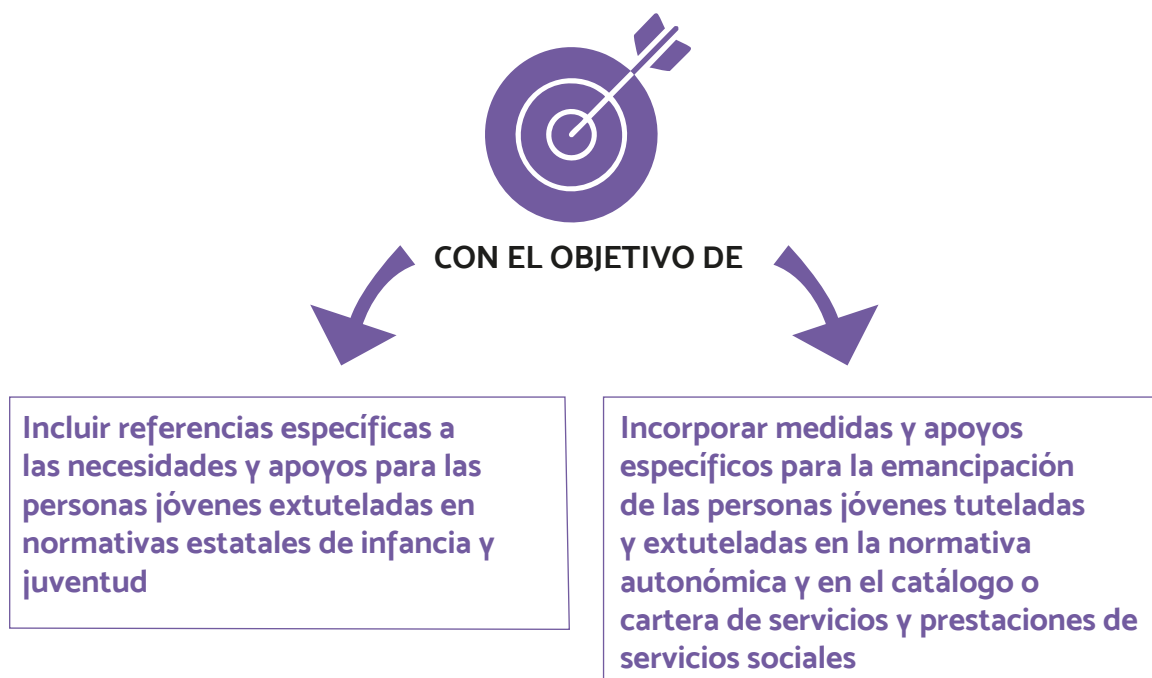 CON EL OBJETIVO DE
Incluir referencias específicas a
las necesidades y apoyos para las
personas jóvenes extuteladas en
normativas estatales de infancia y
juventud
Incorporar medidas y apoyos
específicos para la emancipación
de las personas jóvenes tuteladas
y extuteladas en la normativa
autonómica y en el catálogo o
cartera de servicios y prestaciones de
servicios sociales